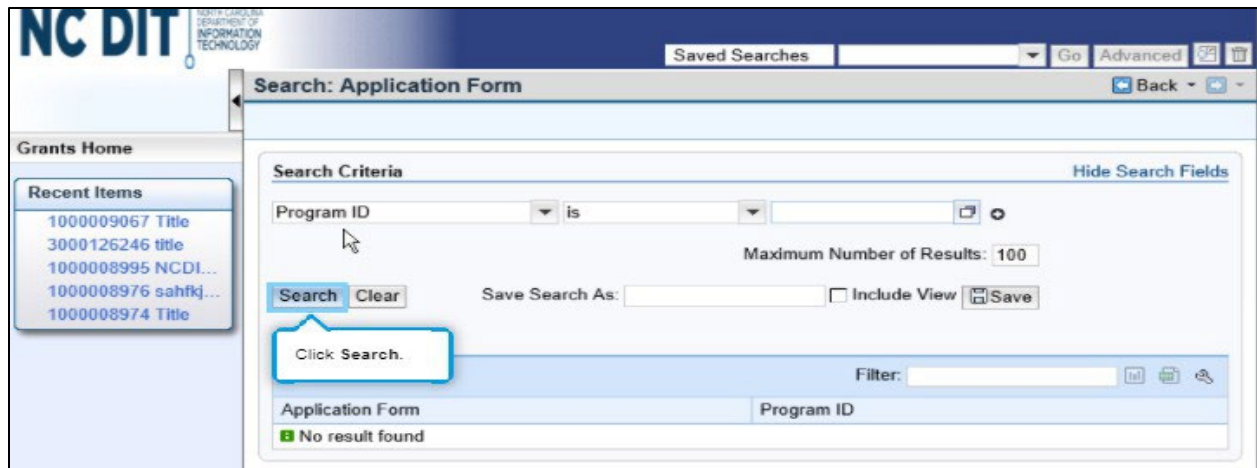 NC DIT
NORTH CAROLINA
DEPARTMENT OF
INFORMATION
TECHNOLOGY
Saved Searches Go Advanced
Search: Application Form Back
Grants Home
Search Criteria Hide Search Fields
Recent Items
1000009067 Title
3000126246 title
1000008995 NCDI...
1000008976 sahfkj...
1000008974 Title
Program ID is
Maximum Number of Results: 100
Search Clear Save Search As: Include View Save
Click Search.
Filter:
Application Form Program ID
No result found